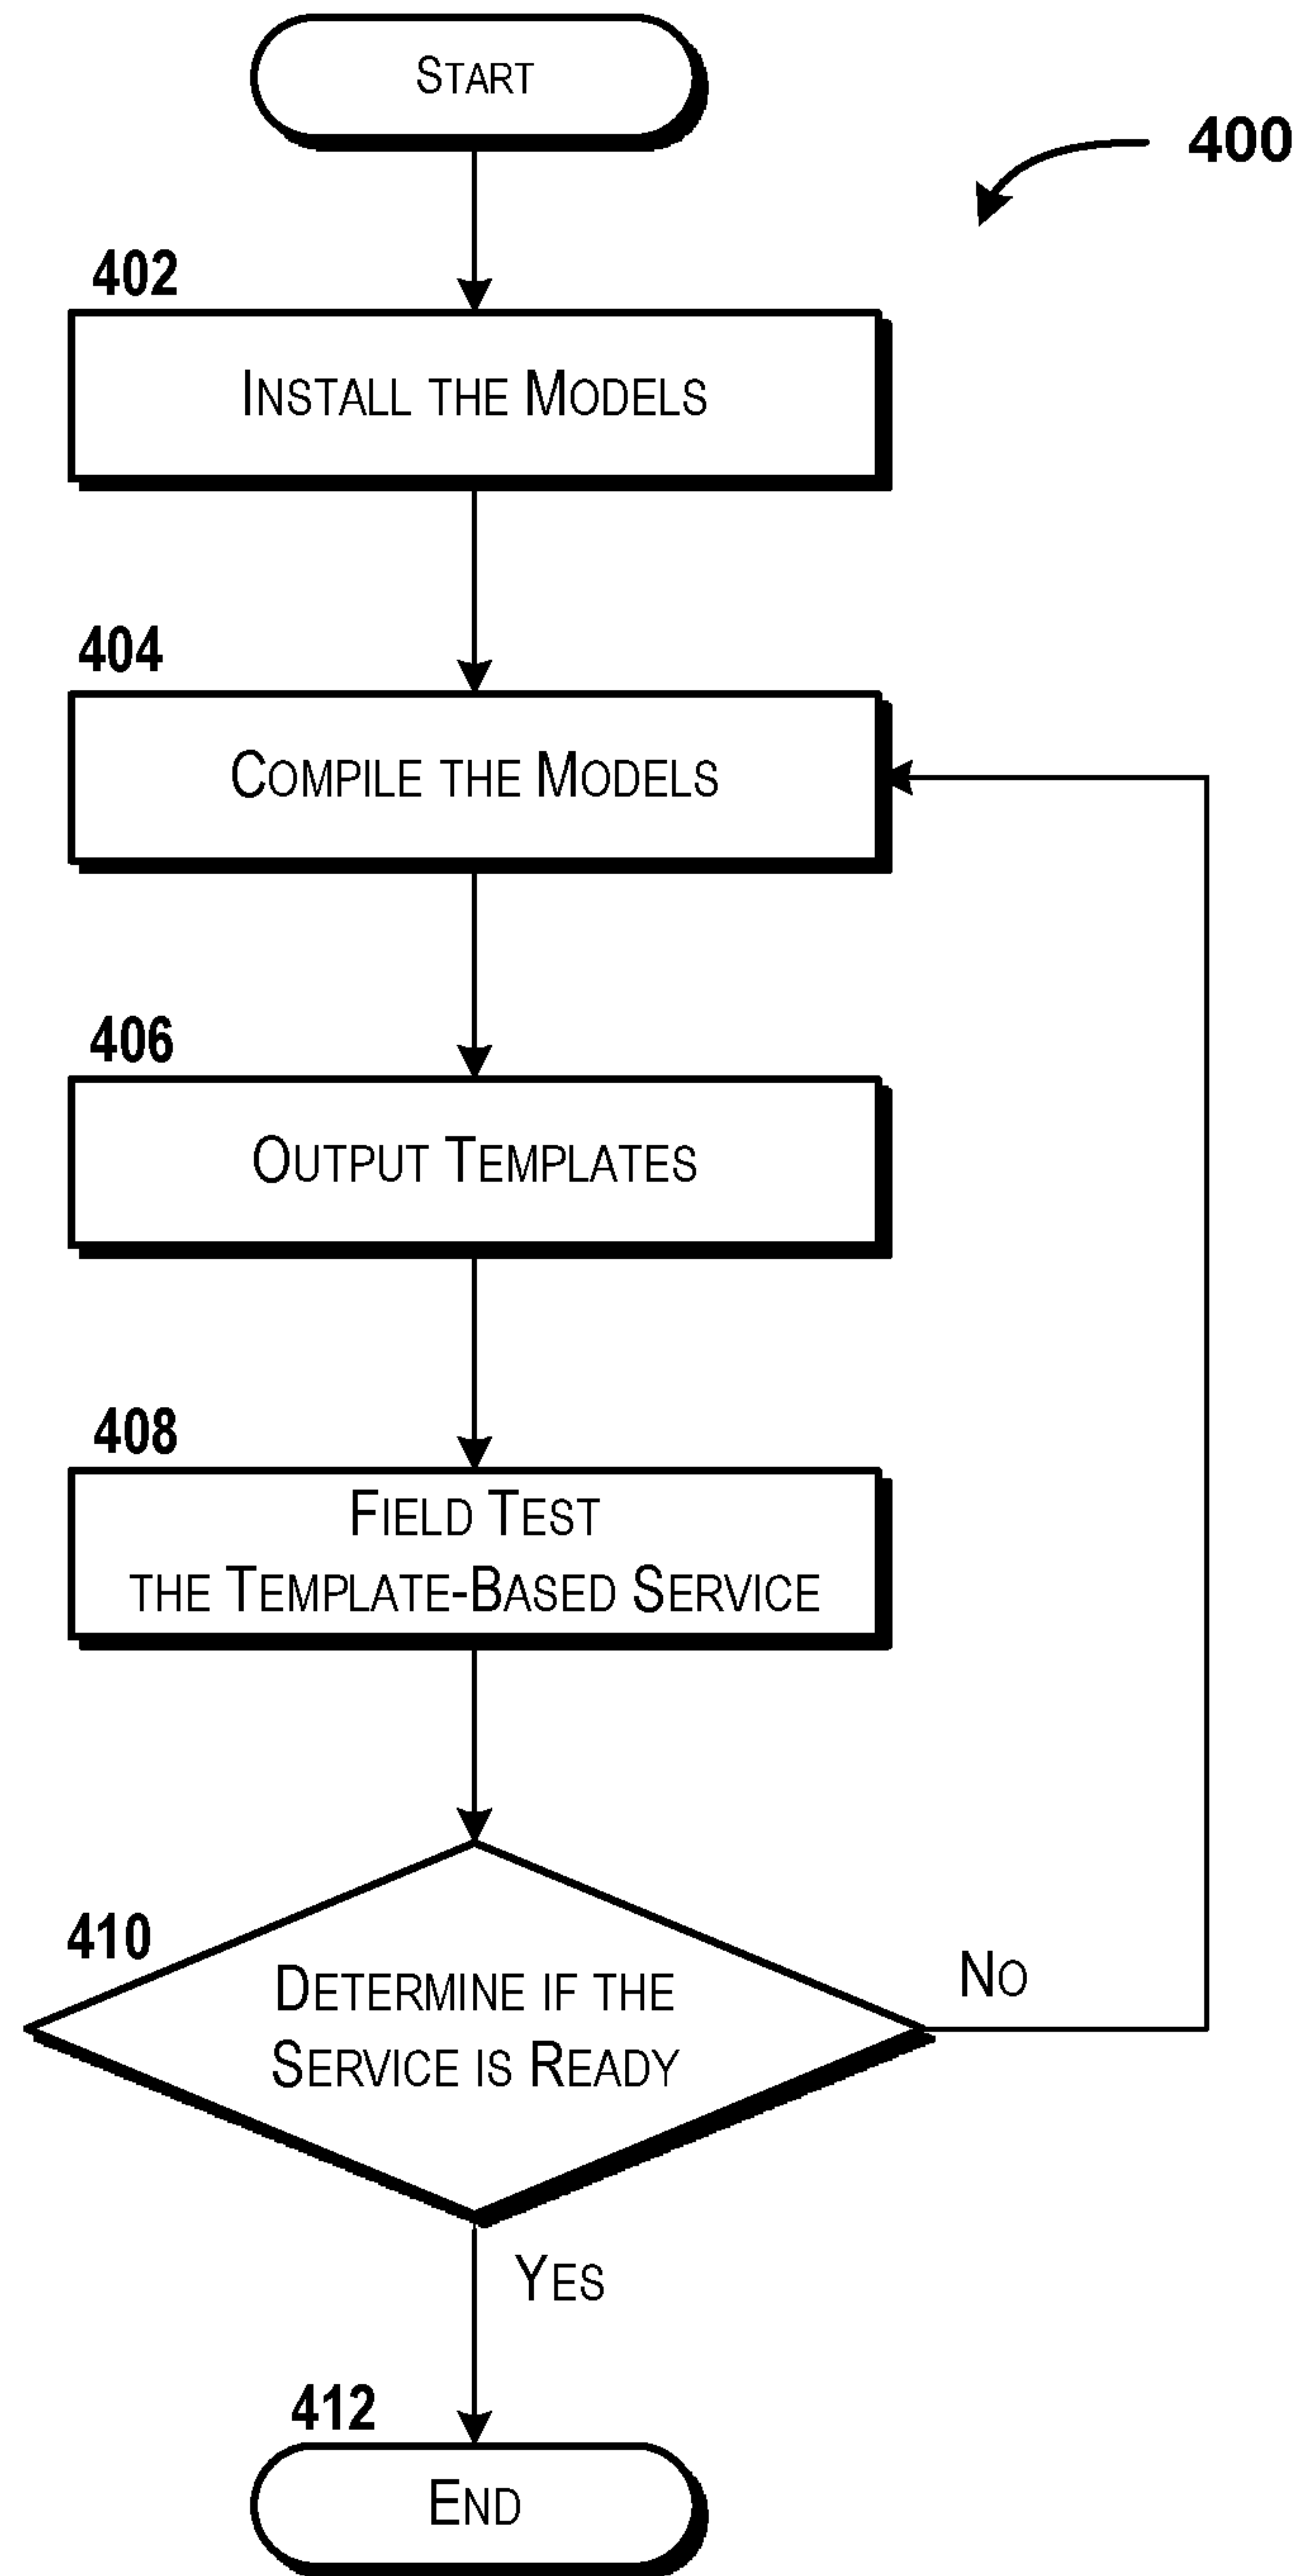 START
400
402
INSTALL THE MODELS
404
COMPILE THE MODELS
406
OUTPUT TEMPLATES
408
FIELD TEST
THE TEMPLATE-BASED SERVICE
410
DETERMINE IF THE
SERVICE IS READY
NO
YES
412
END